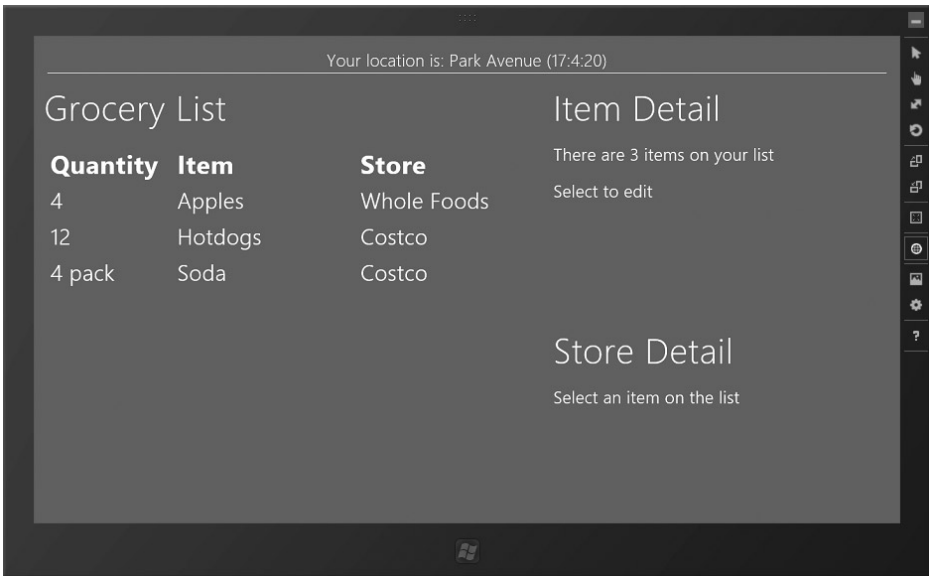 Your location is: Park Avenue (17:4:20)
Grocery List
Quantity Item Store
4 Apples Whole Foods
12 Hotdogs Costco
4 pack Soda Costco
Item Detail
There are 3 items on your list
Select to edit
Store Detail
Select an item on the list
?